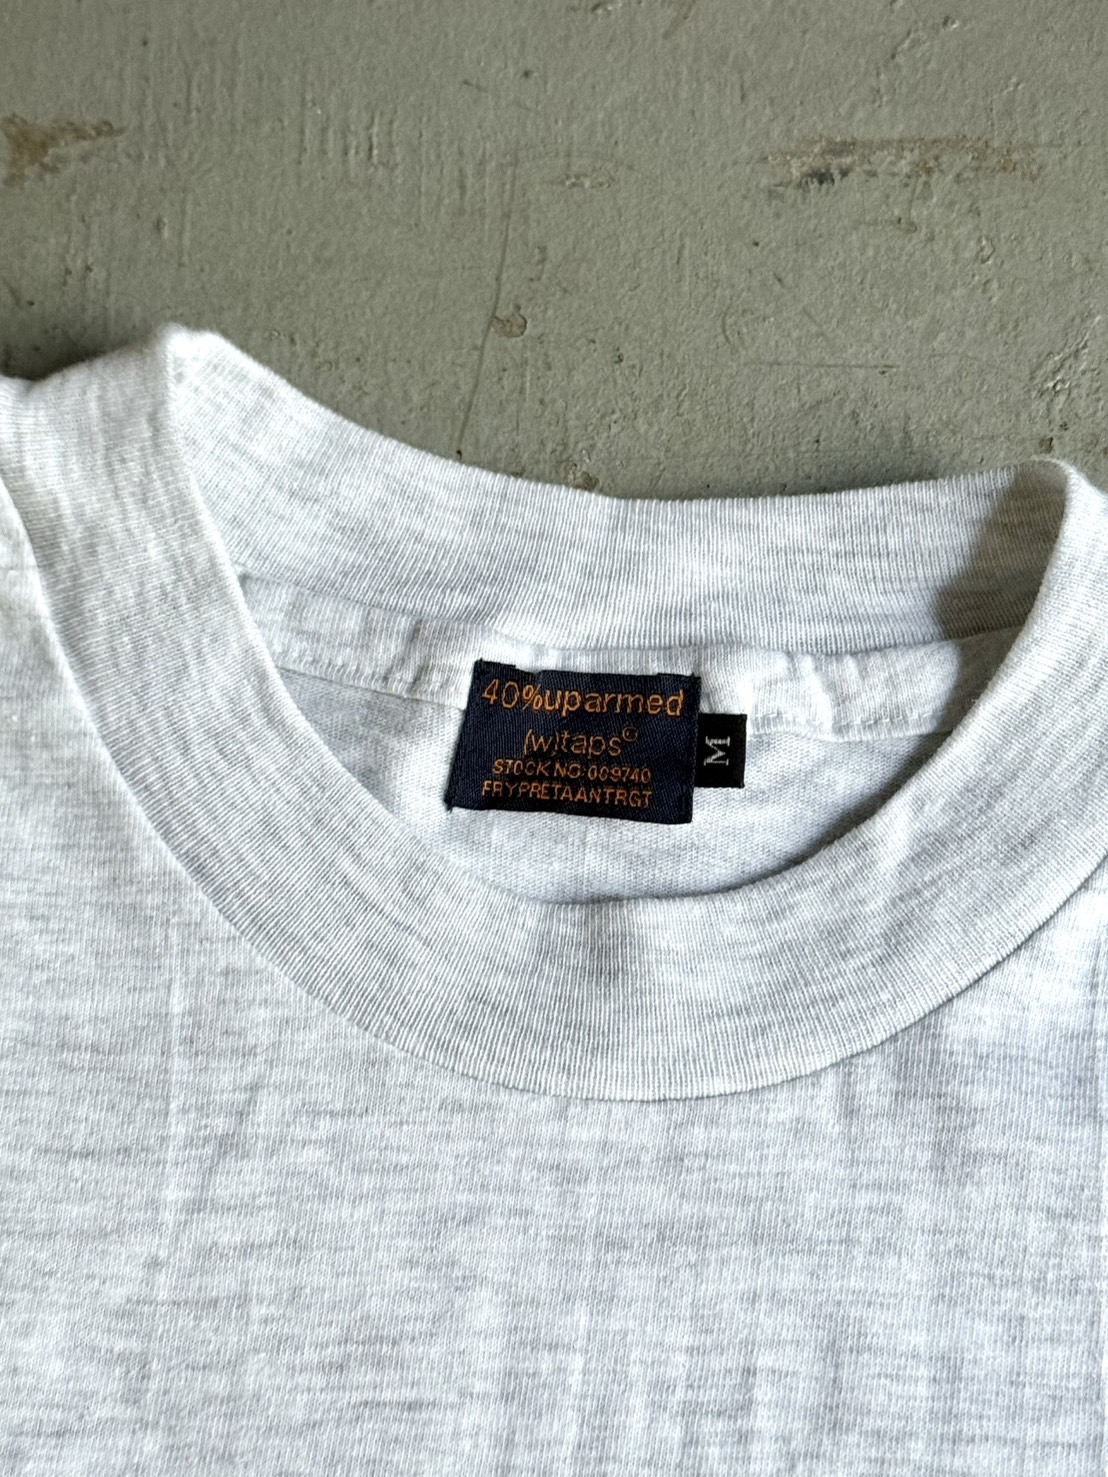 40%uparmed
(w)taps©
STOCK NO:009740
FRYPRETAANTRGT
M